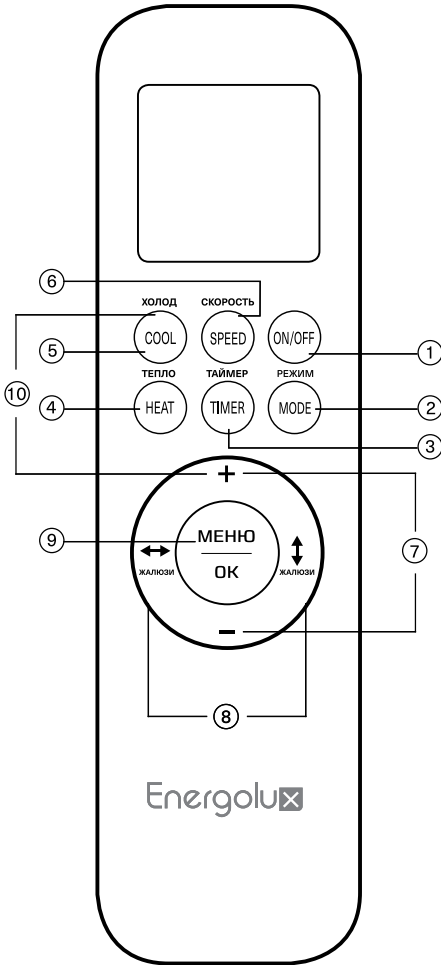 6
ХОЛОД СКОРОСТЬ
COOL SPEED ON/OFF
5 1
ТЕПЛО ТАЙМЕР РЕЖИМ
10
4 HEAT TIMER MODE 2
3
+
9 МЕНЮ 7
ЖАЛЮЗИ OK ЖАЛЮЗИ
−
8
Energolux